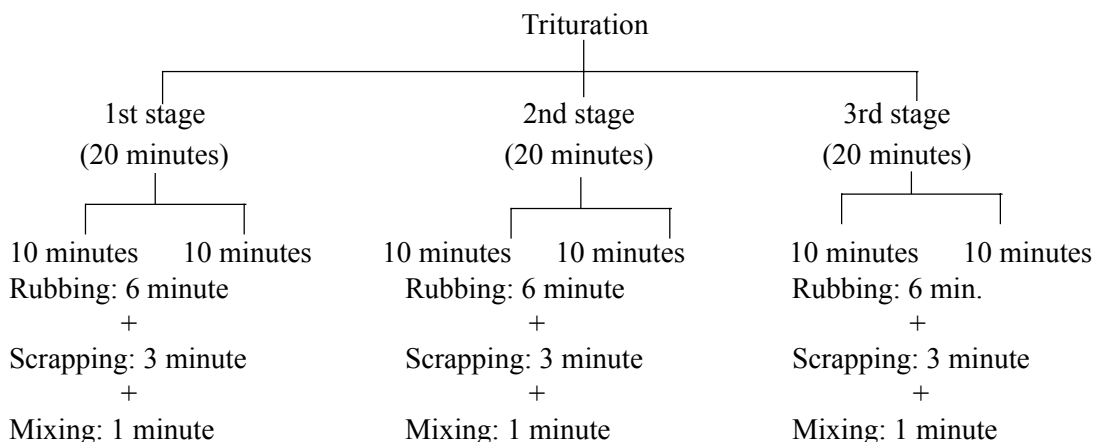 Trituration
1st stage 2nd stage 3rd stage
(20 minutes) (20 minutes) (20 minutes)
10 minutes 10 minutes 10 minutes 10 minutes 10 minutes 10 minutes
Rubbing: 6 minute Rubbing: 6 minute Rubbing: 6 min.
+ + +
Scrapping: 3 minute Scrapping: 3 minute Scrapping: 3 minute
+ + +
Mixing: 1 minute Mixing: 1 minute Mixing: 1 minute